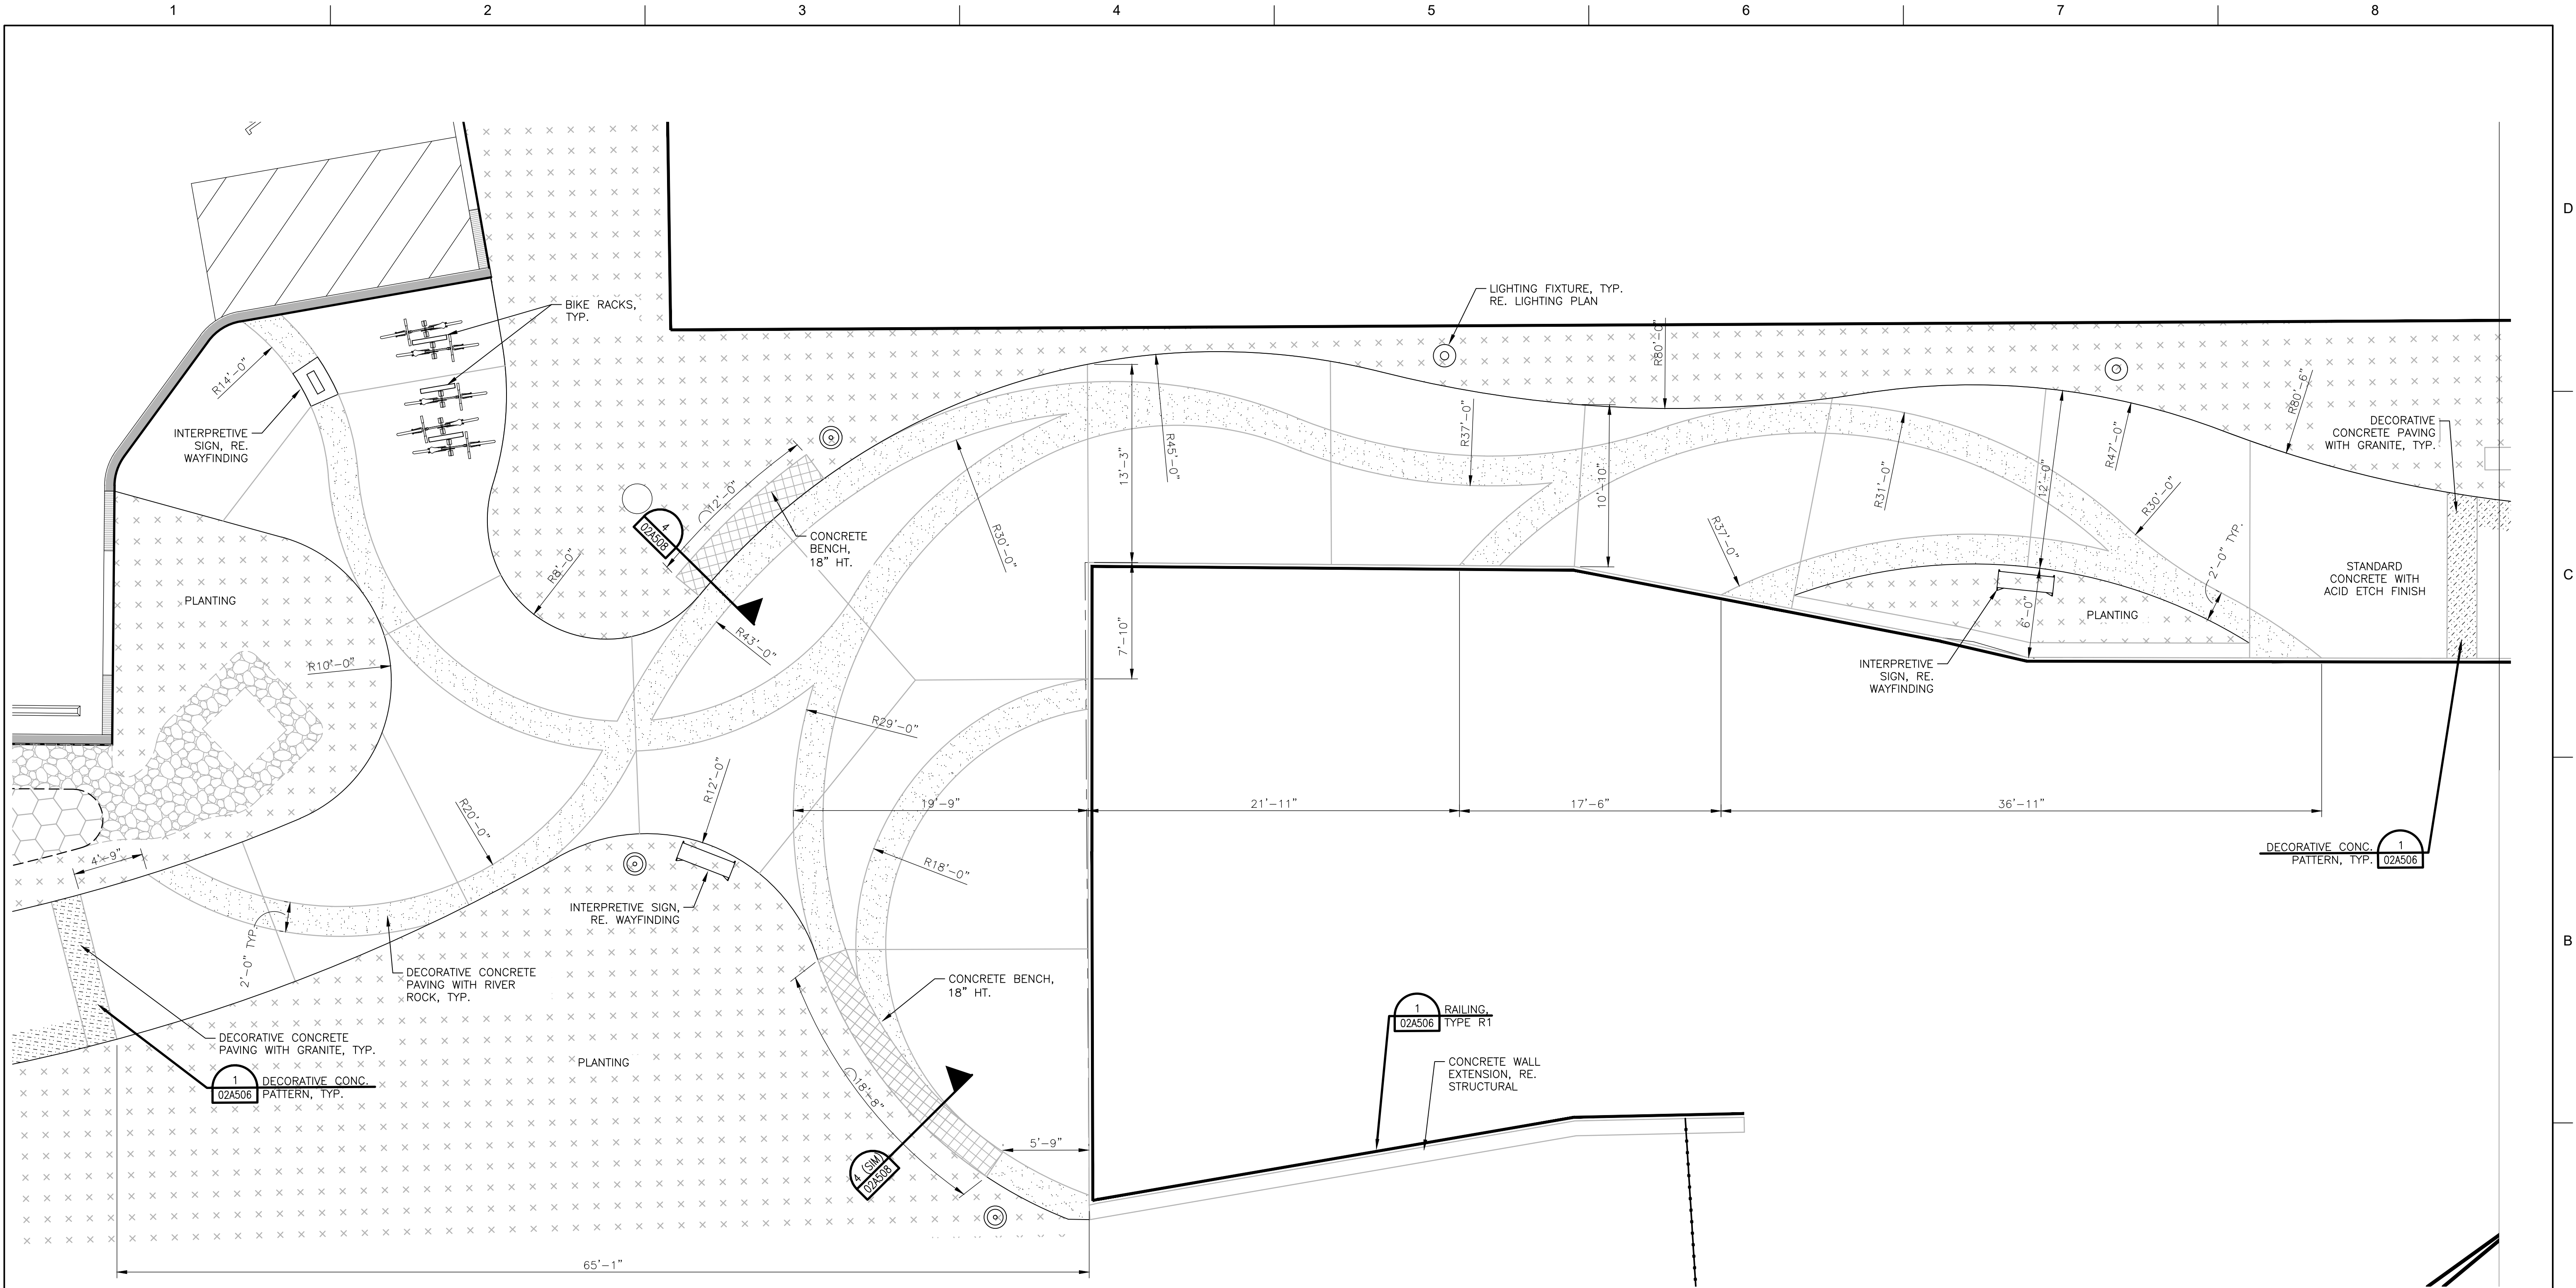 1 2 3 4 5 6 7 8
D
C
B
BIKE RACKS,
TYP.
LIGHTING FIXTURE, TYP.
RE. LIGHTING PLAN
R14'-0"
INTERPRETIVE
SIGN, RE.
WAYFINDING
R80'-0"
R80'-6"
DECORATIVE
CONCRETE PAVING
WITH GRANITE, TYP.
12'-0"
4
02A508
CONCRETE
BENCH,
18" HT.
13'-3"
R45'-0"
R37'-0"
10'-10"
R31'-0"
12'-0"
R47'-0"
R30'-0"
R30'-0"
R37'-0"
2'-0" TYP.
R8'-0"
PLANTING
STANDARD
CONCRETE WITH
ACID ETCH FINISH
6'-0"
PLANTING
R43'-0"
7'-10"
R10'-0"
INTERPRETIVE
SIGN, RE.
WAYFINDING
R29'-0"
R12'-0"
R20'-0"
19'-9"
21'-11"
17'-6"
36'-11"
4'-9"
R18'-0"
DECORATIVE CONC.
PATTERN, TYP.
1
02A506
INTERPRETIVE SIGN,
RE. WAYFINDING
2'-0" TYP.
DECORATIVE CONCRETE
PAVING WITH RIVER
ROCK, TYP.
CONCRETE BENCH,
18" HT.
DECORATIVE CONCRETE
PAVING WITH GRANITE, TYP.
1
02A506
DECORATIVE CONC.
PATTERN, TYP.
PLANTING
1
02A506
RAILING,
TYPE R1
CONCRETE WALL
EXTENSION, RE.
STRUCTURAL
18'-8"
5'-9"
4 (SIM)
02A508
65'-1"